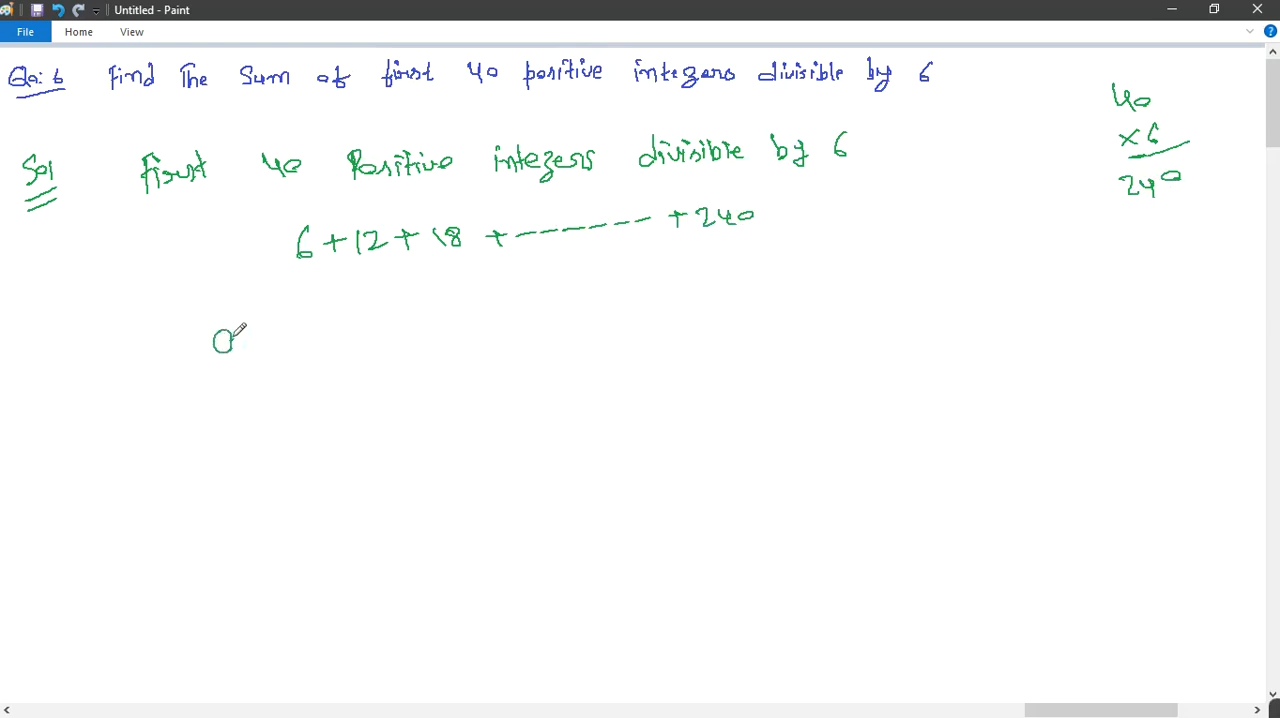 Untitled - Paint
File Home View
Qn: 6 Find The Sum of first 40 positive integers divisible by 6
40
×6
240
Sol First 40 Positive integers divisible by 6
6 + 12 + 18 + -------- + 240